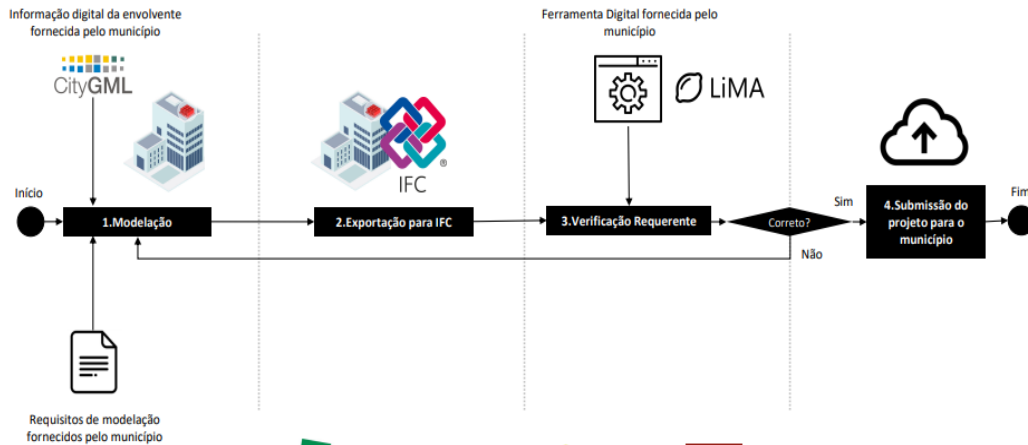 Informação digital da envolvente
fornecida pelo município
CityGML
Ferramenta Digital fornecida pelo
município
LiMA
IFC
®
Início
1.Modelação
2.Exportação para IFC
3.Verificação Requerente
Correto?
Sim
Não
4.Submissão do
projeto para o
município
Fim
Requisitos de modelação
fornecidos pelo município